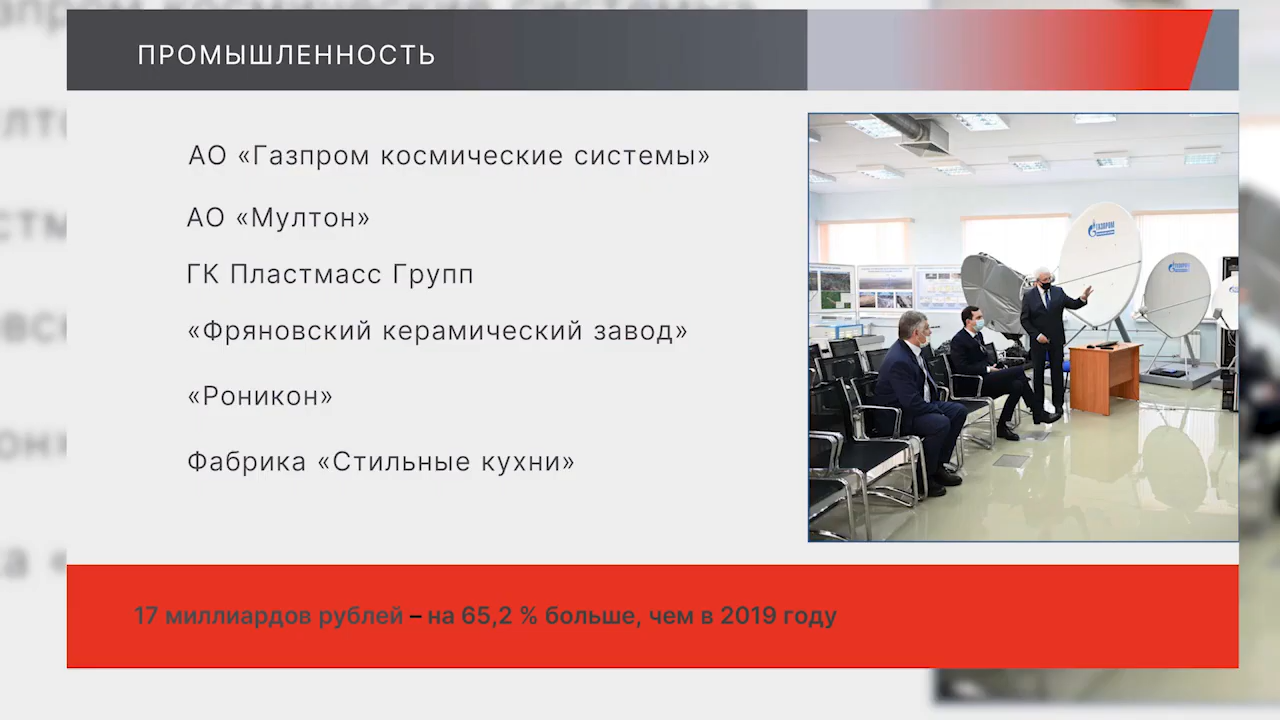 ПРОМЫШЛЕННОСТЬ
АО «Газпром космические системы»
АО «Мултон»
ГК Пластмасс Групп
«Фряновский керамический завод»
«Роникон»
Фабрика «Стильные кухни»
ГАЗПРОМ
17 миллиардов рублей – на 65,2 % больше, чем в 2019 году